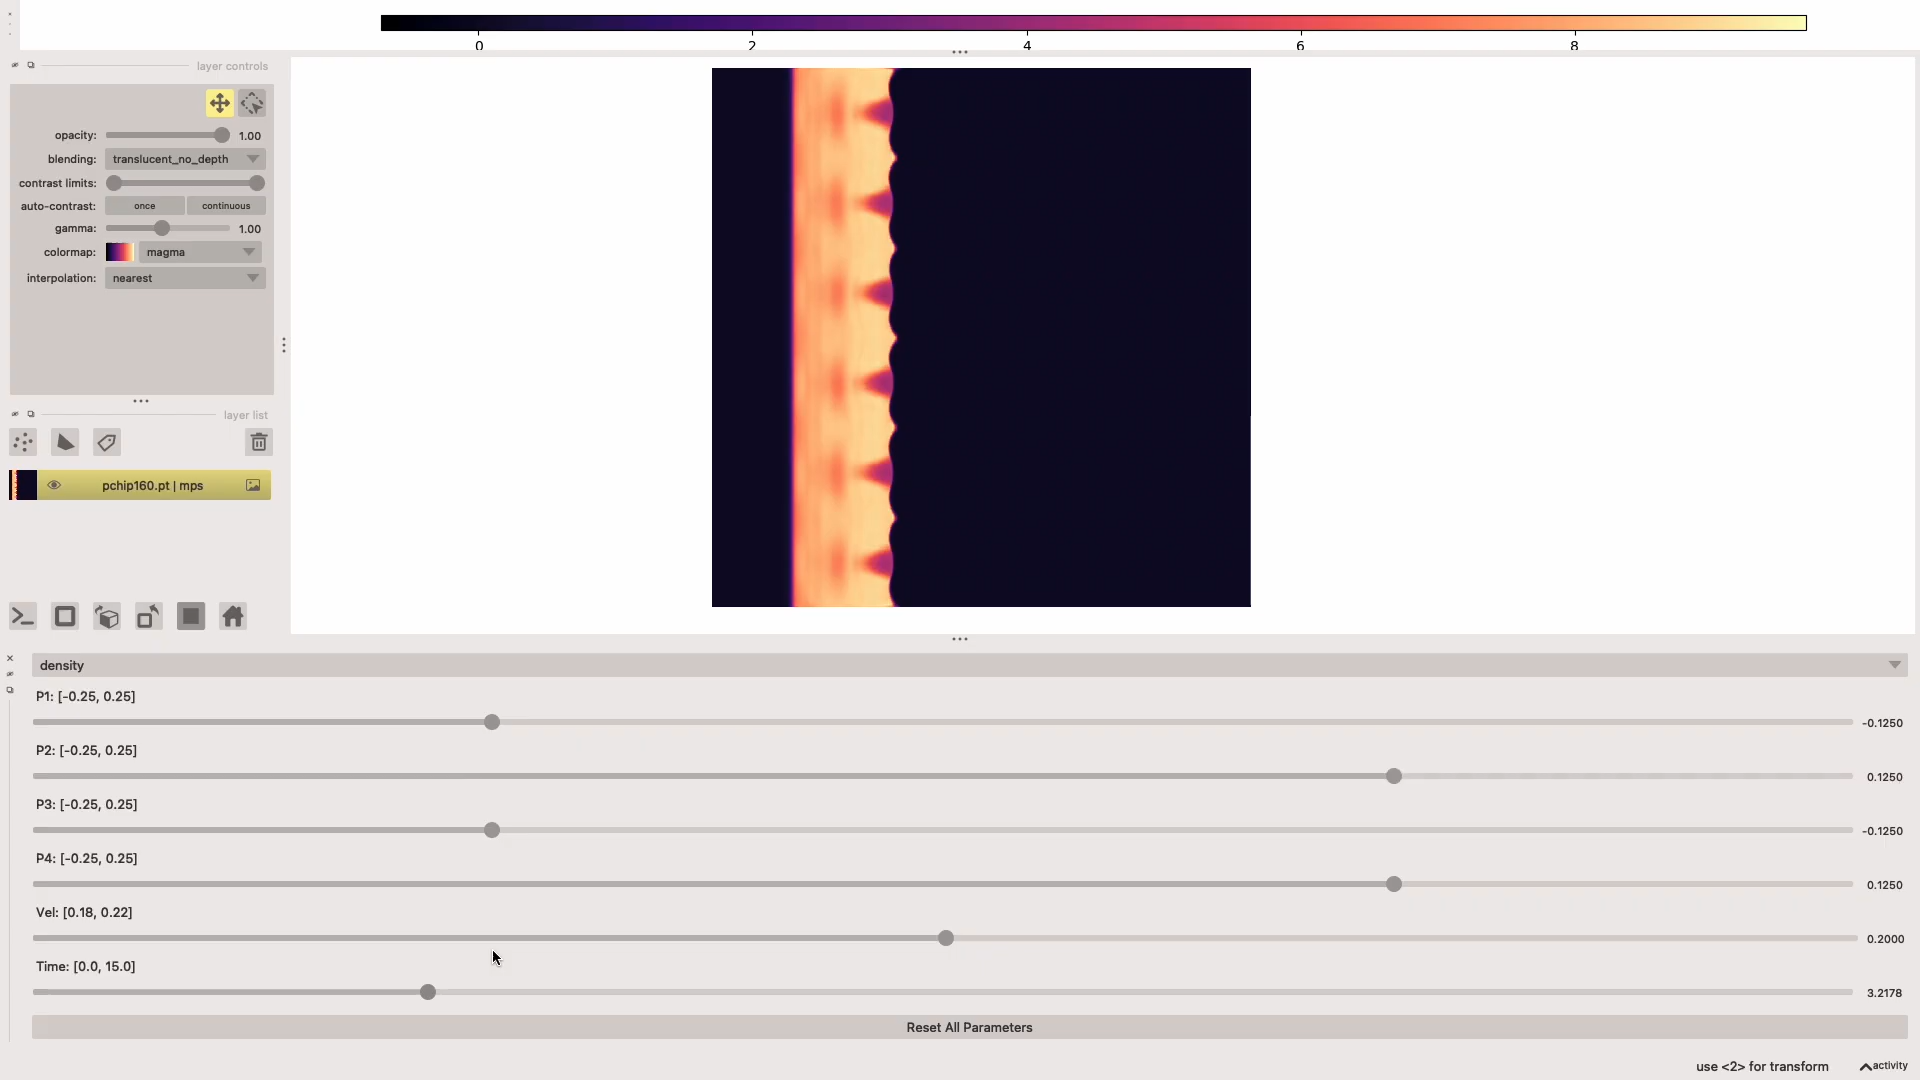 0 2 4 6 8
layer controls
opacity: 1.00
blending: translucent_no_depth
contrast limits:
auto-contrast: once continuous
gamma: 1.00
colormap: magma
interpolation: nearest
layer list
pchip160.pt | mps
density
P1: [-0.25, 0.25]
-0.1250
P2: [-0.25, 0.25]
0.1250
P3: [-0.25, 0.25]
-0.1250
P4: [-0.25, 0.25]
0.1250
Vel: [0.18, 0.22]
0.2000
Time: [0.0, 15.0]
3.2178
Reset All Parameters
use <2> for transform activity